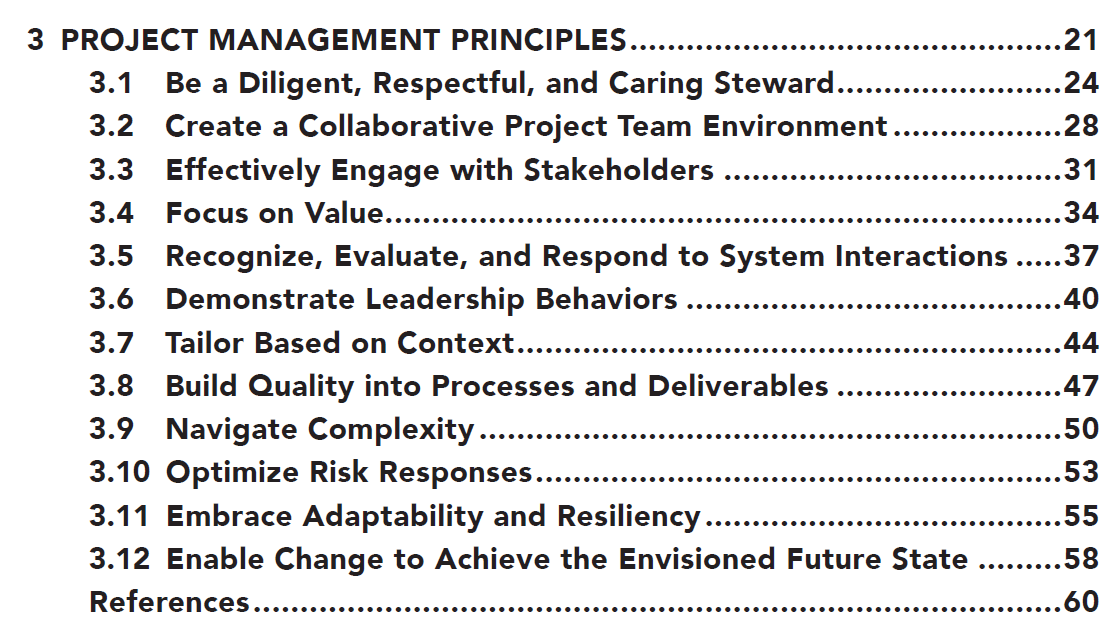 3 PROJECT MANAGEMENT PRINCIPLES..............................................21
3.1 Be a Diligent, Respectful, and Caring Steward........................24
3.2 Create a Collaborative Project Team Environment ..................28
3.3 Effectively Engage with Stakeholders ....................................31
3.4 Focus on Value........................................................................34
3.5 Recognize, Evaluate, and Respond to System Interactions .....37
3.6 Demonstrate Leadership Behaviors ........................................40
3.7 Tailor Based on Context..........................................................44
3.8 Build Quality into Processes and Deliverables ........................47
3.9 Navigate Complexity..............................................................50
3.10 Optimize Risk Responses........................................................53
3.11 Embrace Adaptability and Resiliency......................................55
3.12 Enable Change to Achieve the Envisioned Future State .........58
References......................................................................................60